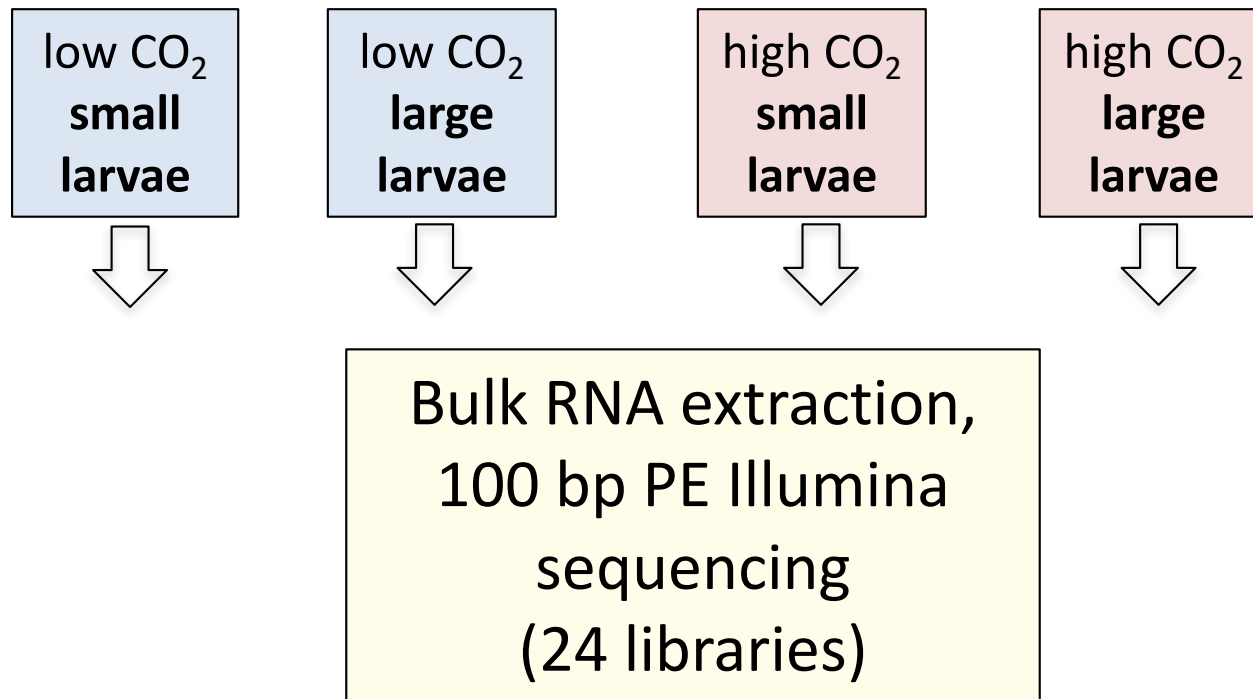 low CO₂
small
larvae
low CO₂
large
larvae
high CO₂
small
larvae
high CO₂
large
larvae
Bulk RNA extraction,
100 bp PE Illumina
sequencing
(24 libraries)